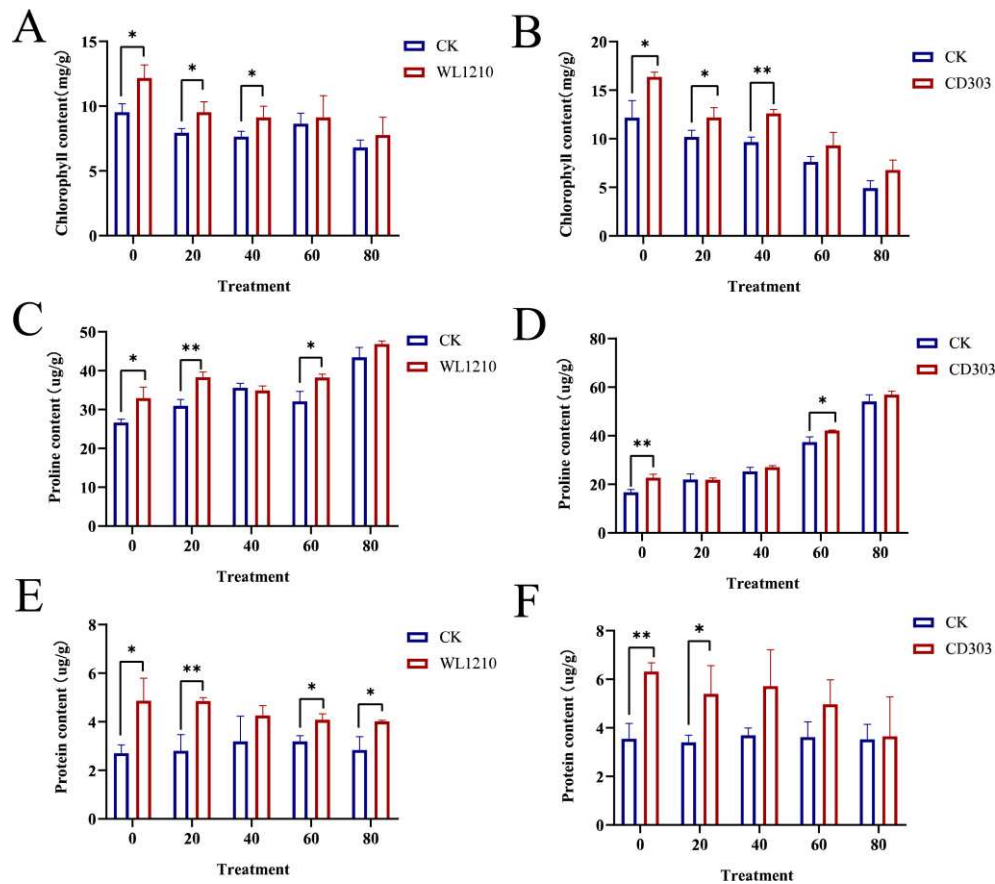 A
Chlorophyll content(mg/g)
15
10
5
0
*
*
*
CK
WL1210
0 20 40 60 80
Treatment
B
Chlorophyll content(mg/g)
20
15
10
5
0
*
*
**
CK
CD303
0 20 40 60 80
Treatment
C
Proline content (ug/g)
50
40
30
20
10
0
*
**
*
CK
WL1210
0 20 40 60 80
Treatment
D
Proline content (ug/g)
80
60
40
20
0
**
*
CK
CD303
0 20 40 60 80
Treatment
E
Protein content (ug/g)
8
6
4
2
0
*
**
*
*
CK
WL1210
0 20 40 60 80
Treatment
F
Protein content (ug/g)
8
6
4
2
0
**
*
CK
CD303
0 20 40 60 80
Treatment